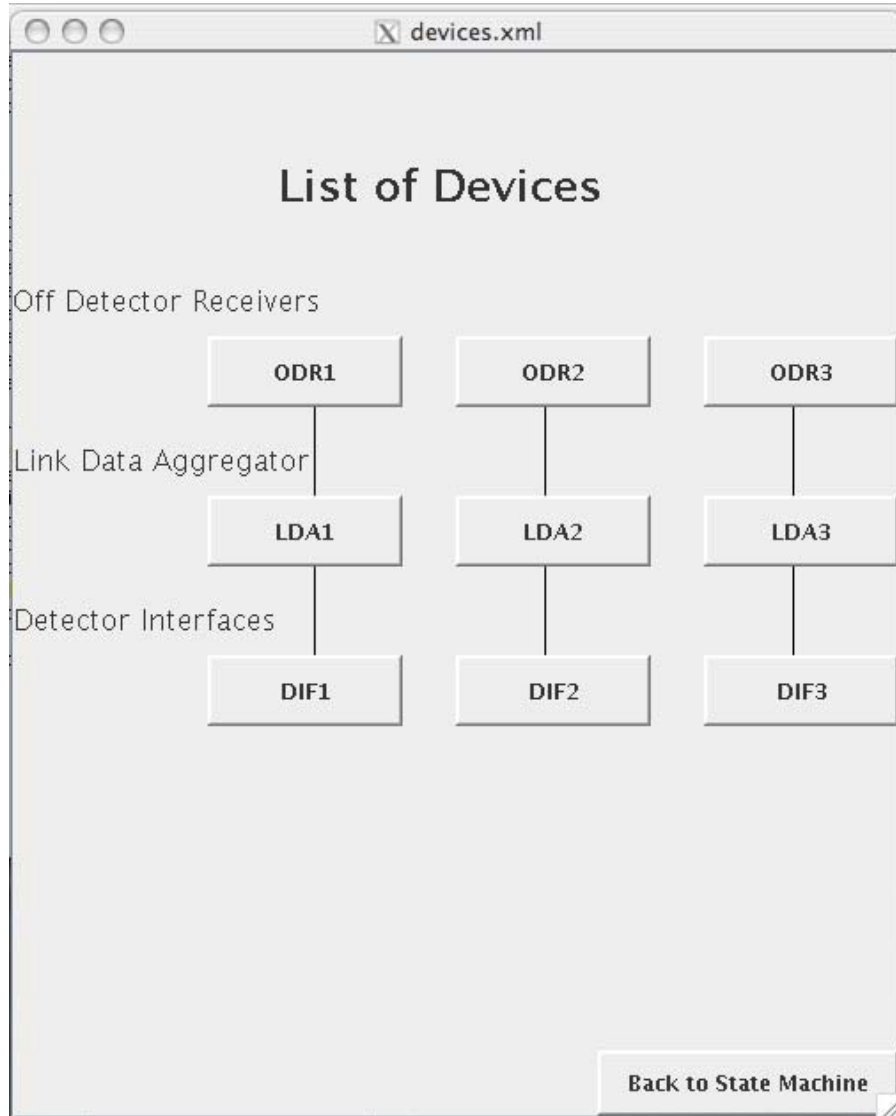 devices.xml
List of Devices
Off Detector Receivers
ODR1 ODR2 ODR3
Link Data Aggregator
LDA1 LDA2 LDA3
Detector Interfaces
DIF1 DIF2 DIF3
Back to State Machine